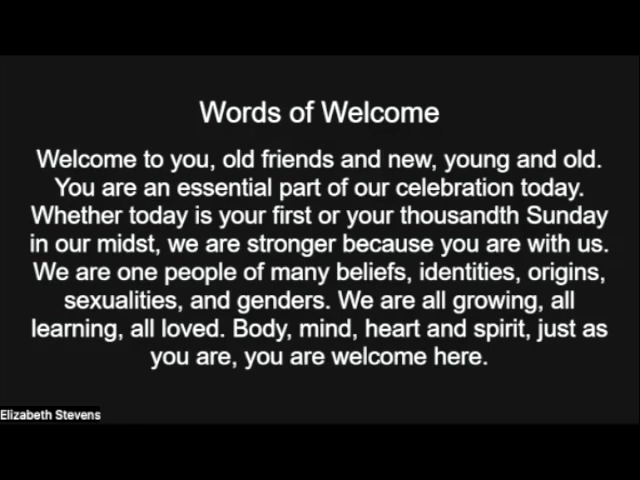 Words of Welcome
Welcome to you, old friends and new, young and old.
You are an essential part of our celebration today.
Whether today is your first or your thousandth Sunday
in our midst, we are stronger because you are with us.
We are one people of many beliefs, identities, origins,
sexualities, and genders. We are all growing, all
learning, all loved. Body, mind, heart and spirit, just as
you are, you are welcome here.
Elizabeth Stevens